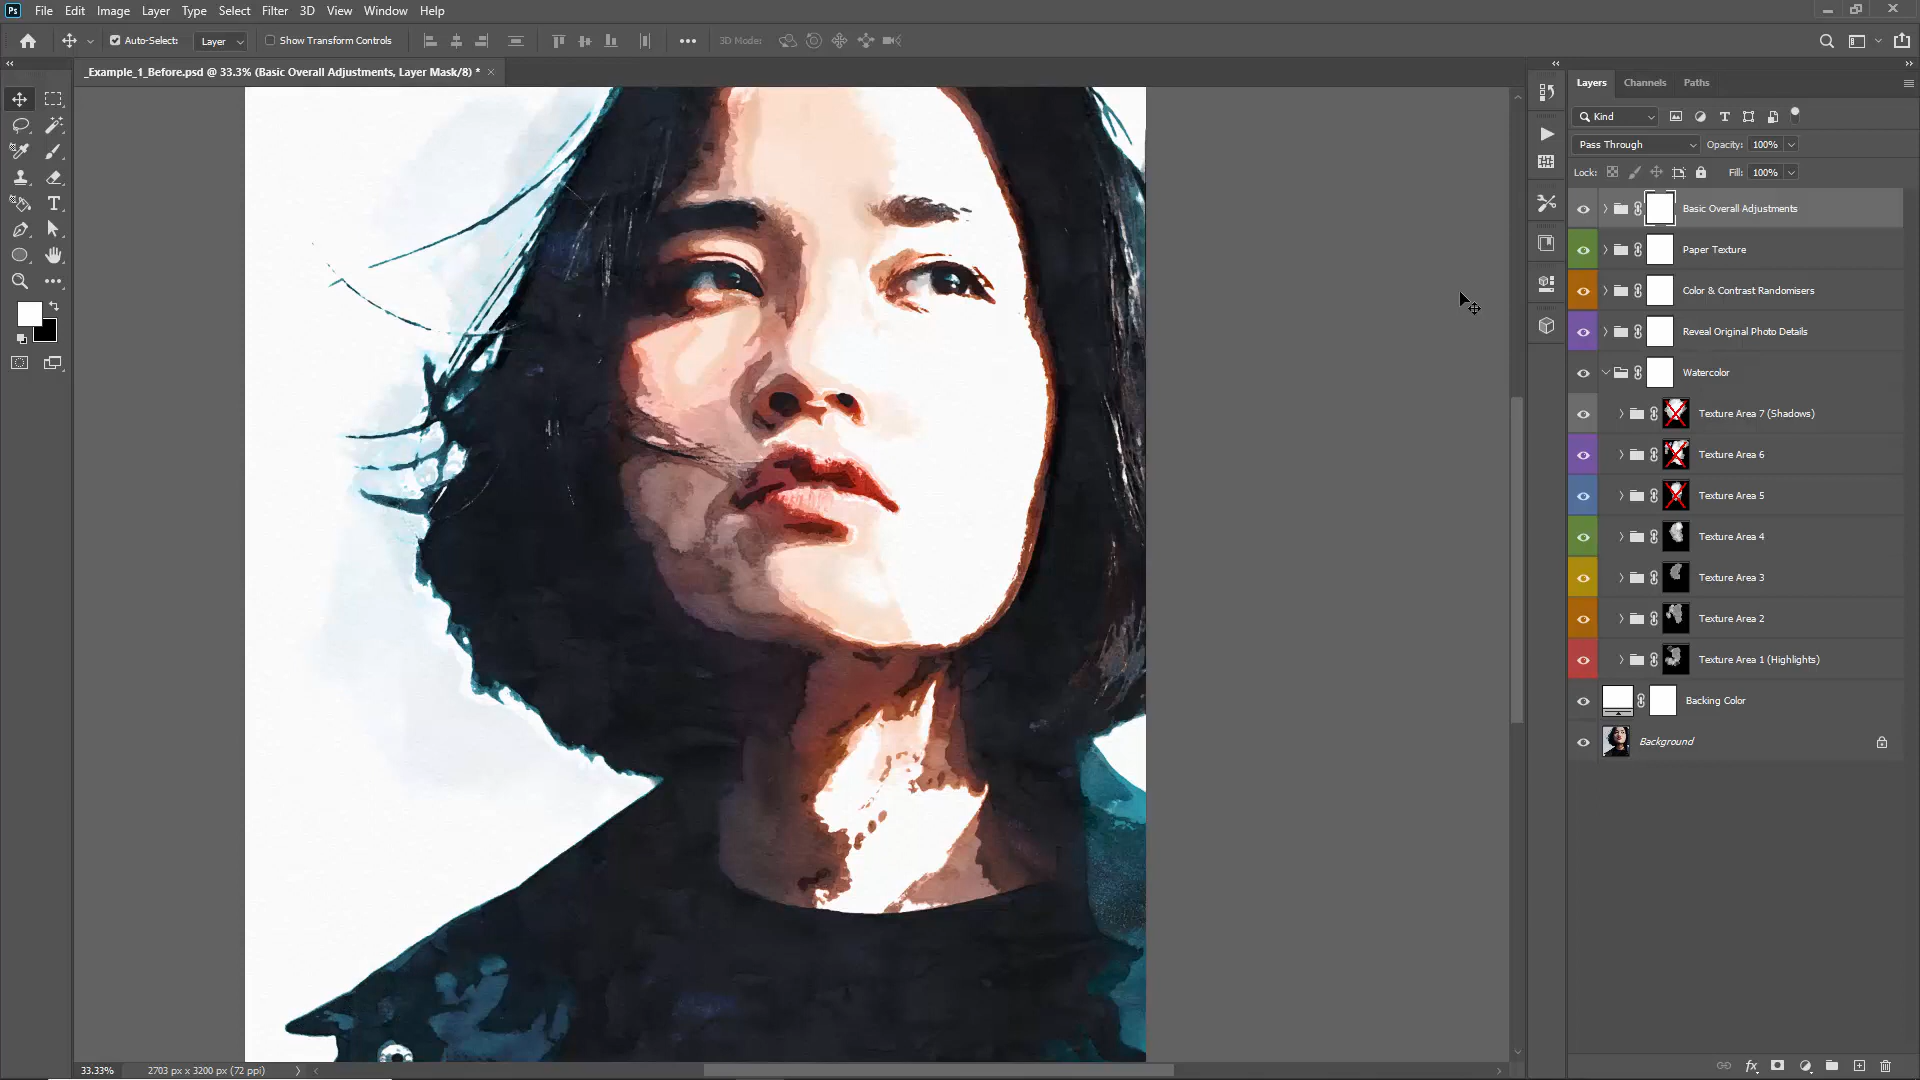 Ps File Edit Image Layer Type Select Filter 3D View Window Help
Auto-Select: Layer Show Transform Controls 3D Mode:
_Example_1_Before.psd @ 33.3% (Basic Overall Adjustments, Layer Mask/8) *
Layers Channels Paths
Kind
Pass Through Opacity: 100%
Lock: Fill: 100%
Basic Overall Adjustments
Paper Texture
Color & Contrast Randomisers
Reveal Original Photo Details
Watercolor
Texture Area 7 (Shadows)
Texture Area 6
Texture Area 5
Texture Area 4
Texture Area 3
Texture Area 2
Texture Area 1 (Highlights)
Backing Color
Background
33.33% 2703 px x 3200 px (72 ppi)